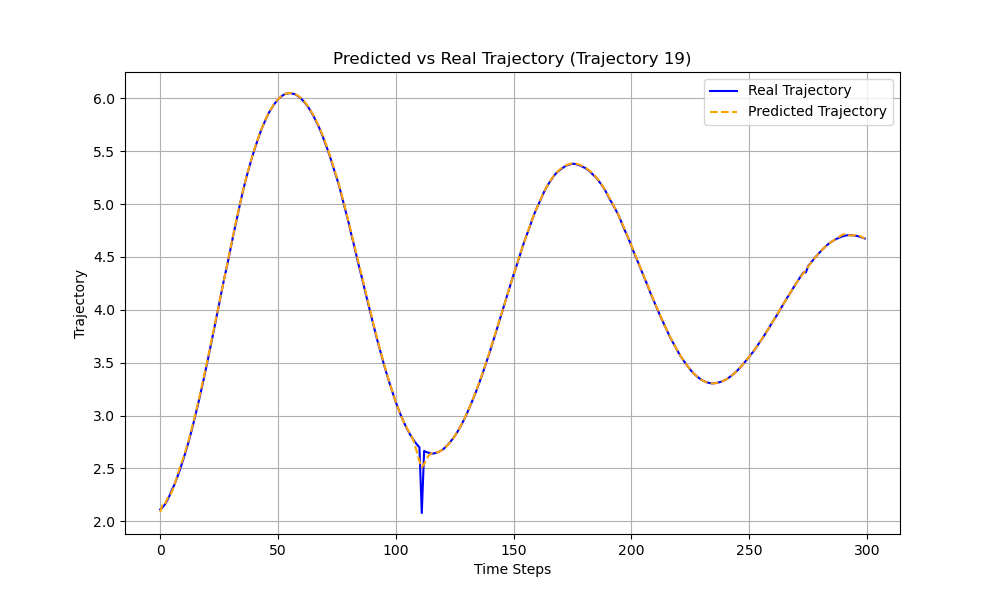 Predicted vs Real Trajectory (Trajectory 19)
Real Trajectory
Predicted Trajectory
6.0
5.5
5.0
4.5
4.0
3.5
3.0
2.5
2.0
Trajectory
0 50 100 150 200 250 300
Time Steps